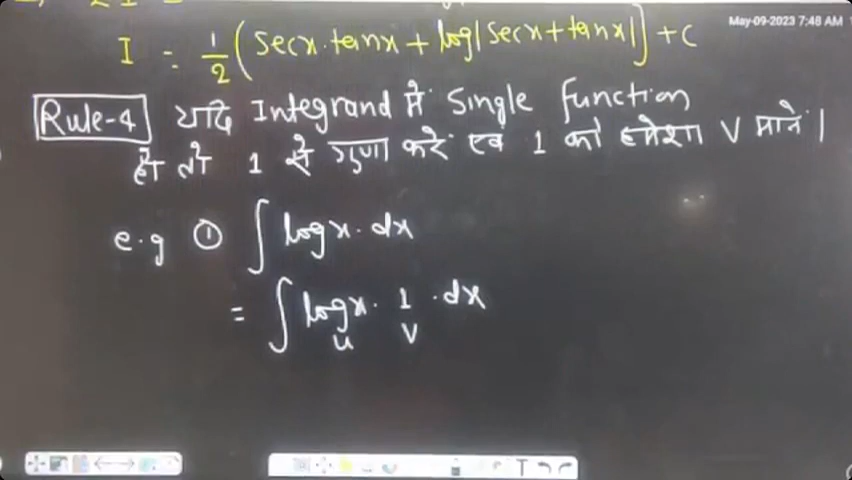 May-09-2023 7:48 AM
I = 1/2 (secx·tanx + log|secx+tanx|) + C
Rule-4 यदि Integrand में Single function
हो तो 1 से गुणा करें एवं 1 को हमेशा V माने।
e.g ① ∫ logx· dx
= ∫ logx · 1 · dx
u V
T